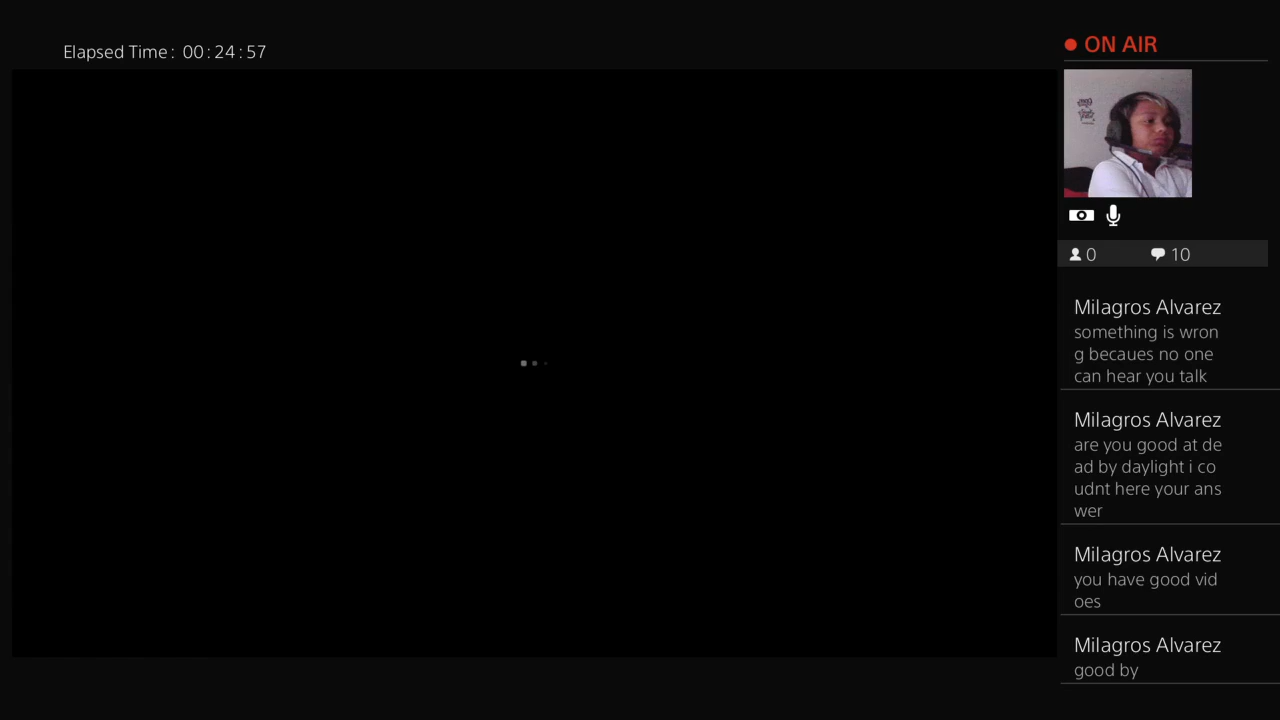 Elapsed Time: 00:24:57
ON AIR
0 10
Milagros Alvarez
something is wron
g becaues no one
can hear you talk
Milagros Alvarez
are you good at de
ad by daylight i co
udnt here your ans
wer
Milagros Alvarez
you have good vid
oes
Milagros Alvarez
good by